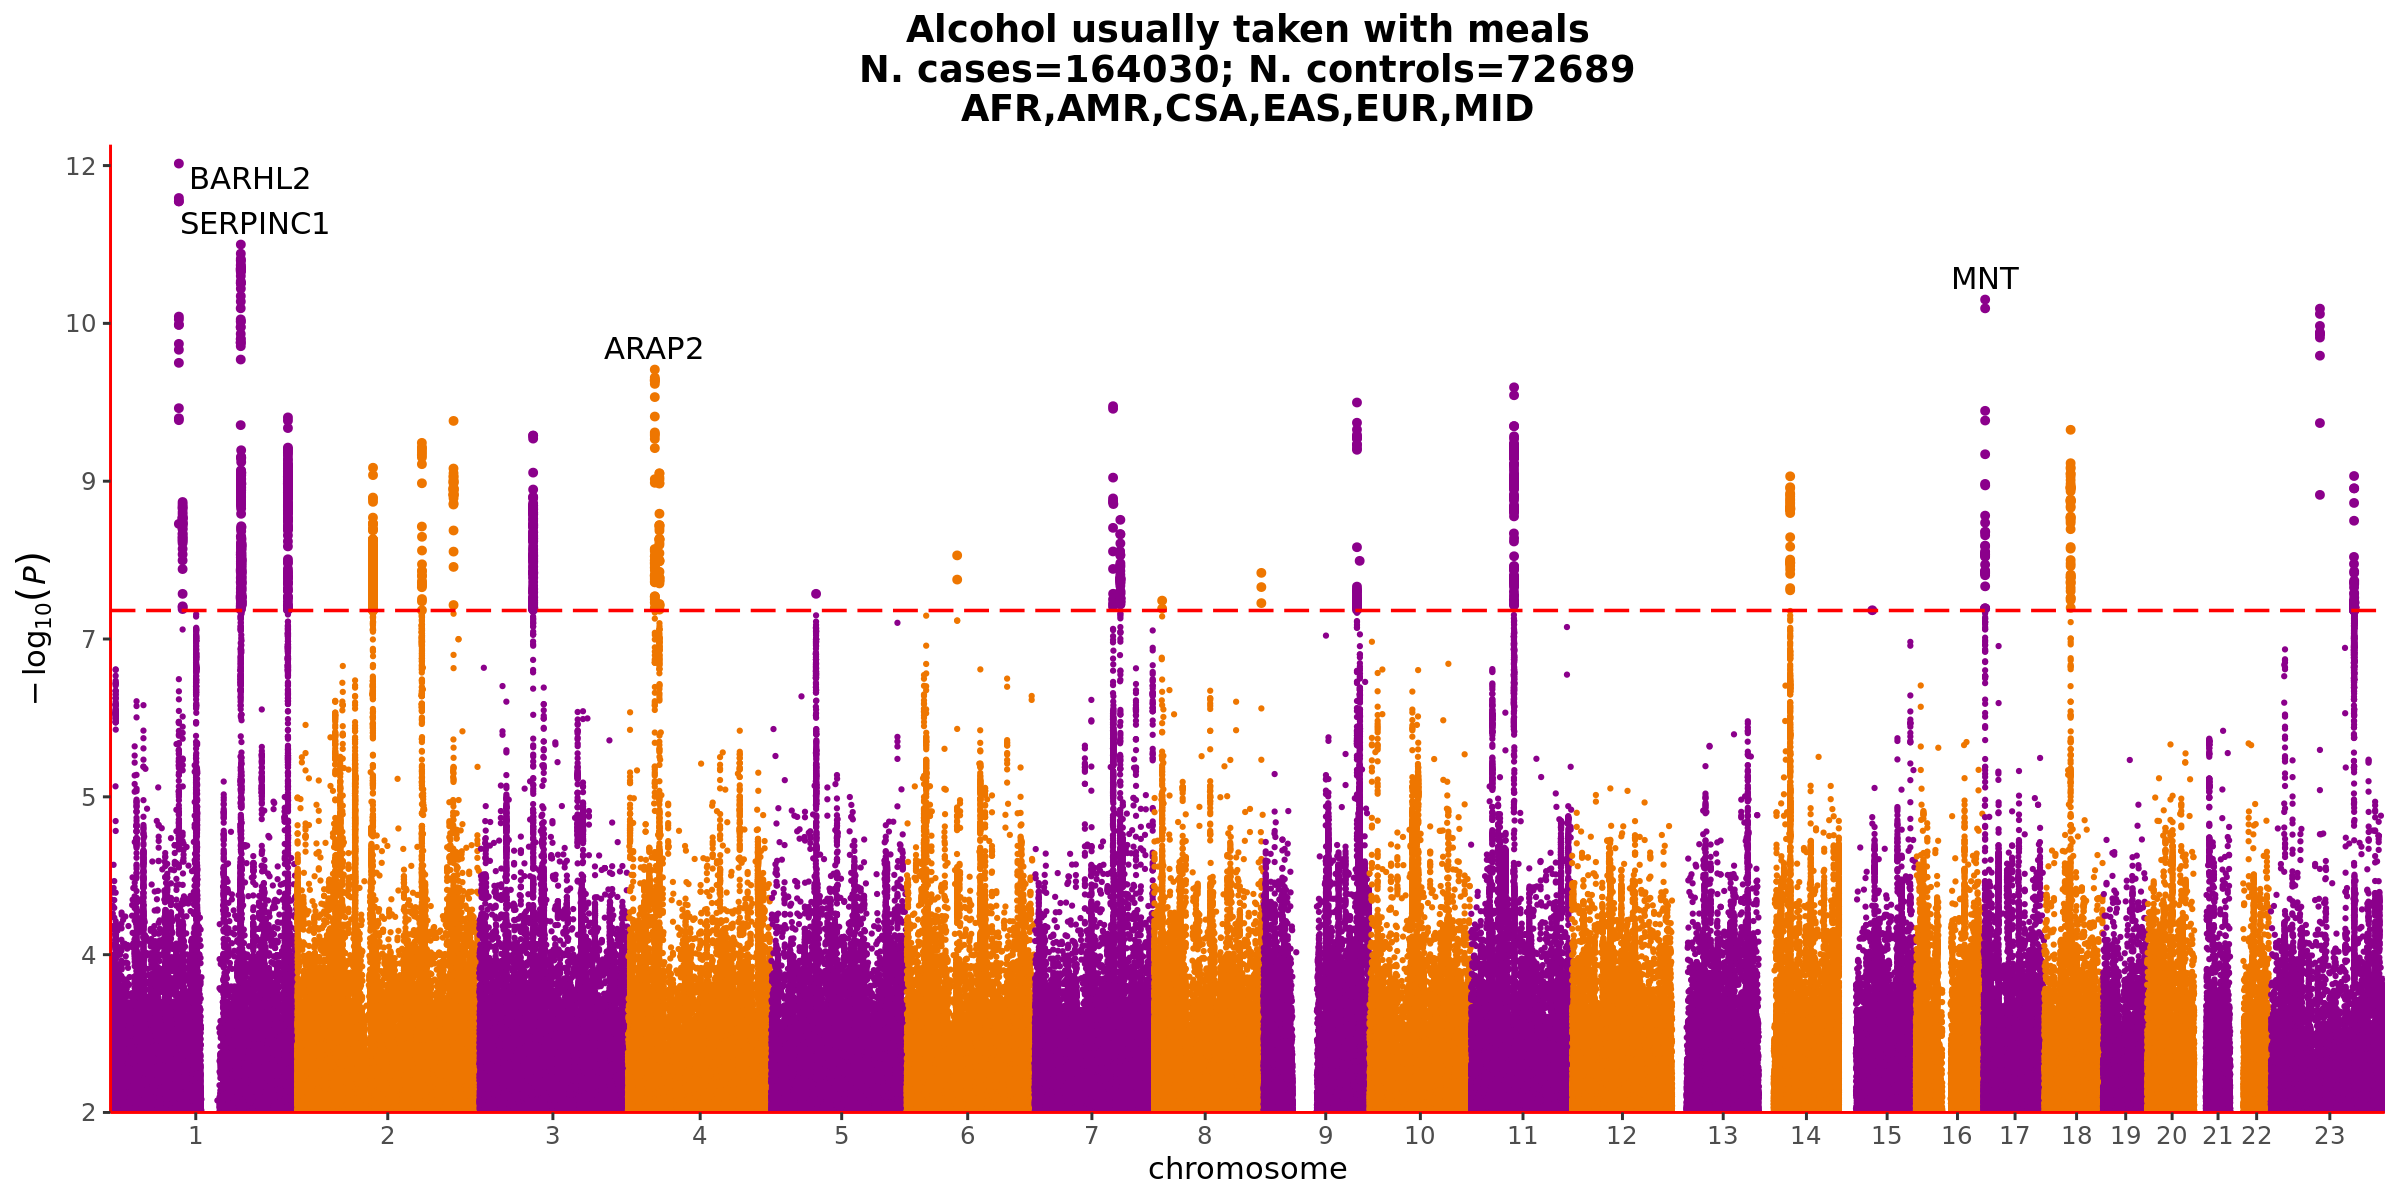 Alcohol usually taken with meals
N. cases=164030; N. controls=72689
AFR,AMR,CSA,EAS,EUR,MID
12
BARHL2
SERPINC1
MNT
10
ARAP2
9
−log10(P)
7
5
4
2
1 2 3 4 5 6 7 8 9 10 11 12 13 14 15 16 17 18 19 20 21 22 23
chromosome